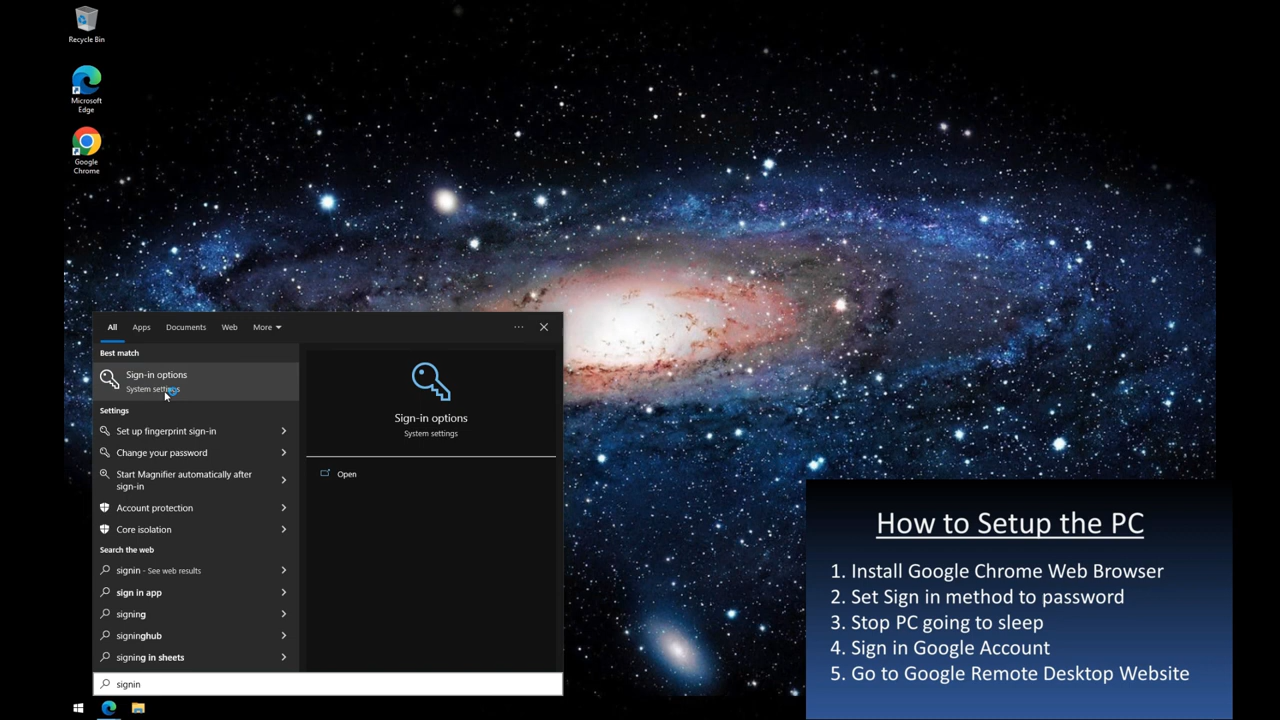 Recycle Bin
Microsoft
Edge
Google
Chrome
All Apps Documents Web More
Best match
Sign-in options
System settings
Settings
Set up fingerprint sign-in
Change your password
Start Magnifier automatically after
sign-in
Account protection
Core isolation
Search the web
signin - See web results
sign in app
signing
signinghub
signing in sheets
signin
Sign-in options
System settings
Open
How to Setup the PC
1. Install Google Chrome Web Browser
2. Set Sign in method to password
3. Stop PC going to sleep
4. Sign in Google Account
5. Go to Google Remote Desktop Website